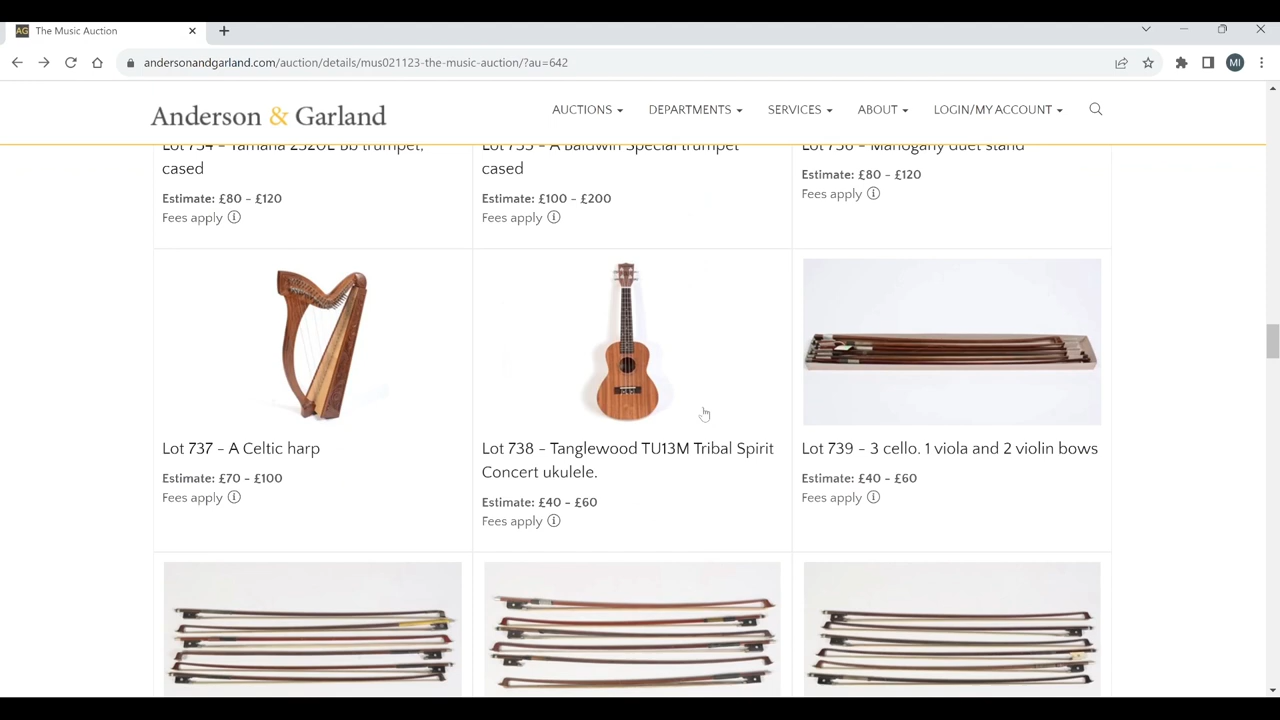 AG The Music Auction
andersonandgarland.com/auction/details/mus021123-the-music-auction/?au=642
MI
Anderson & Garland
AUCTIONS DEPARTMENTS SERVICES ABOUT LOGIN/MY ACCOUNT
Lot 734 - Yamaha 2320E Bb trumpet,
cased
Estimate: £80 - £120
Fees apply
Lot 735 - A Baldwin Special trumpet
cased
Estimate: £100 - £200
Fees apply
Lot 736 - Mahogany duet stand
Estimate: £80 - £120
Fees apply
Lot 737 - A Celtic harp
Estimate: £70 - £100
Fees apply
Lot 738 - Tanglewood TU13M Tribal Spirit
Concert ukulele.
Estimate: £40 - £60
Fees apply
Lot 739 - 3 cello. 1 viola and 2 violin bows
Estimate: £40 - £60
Fees apply